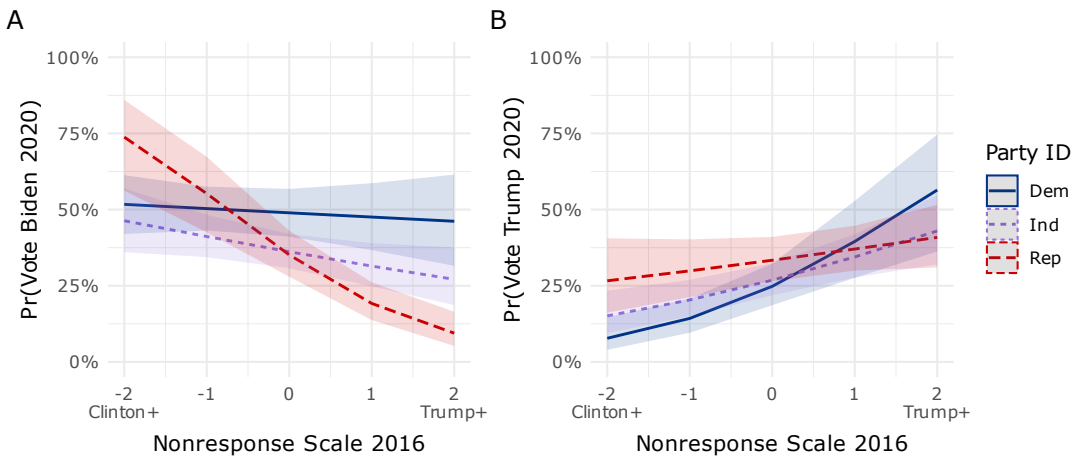 A
Pr(Vote Biden 2020)
100%
75%
50%
25%
0%
-2 -1 0 1 2
Clinton+ Trump+
Nonresponse Scale 2016
B
Pr(Vote Trump 2020)
100%
75%
50%
25%
0%
-2 -1 0 1 2
Clinton+ Trump+
Nonresponse Scale 2016
Party ID
Dem
Ind
Rep